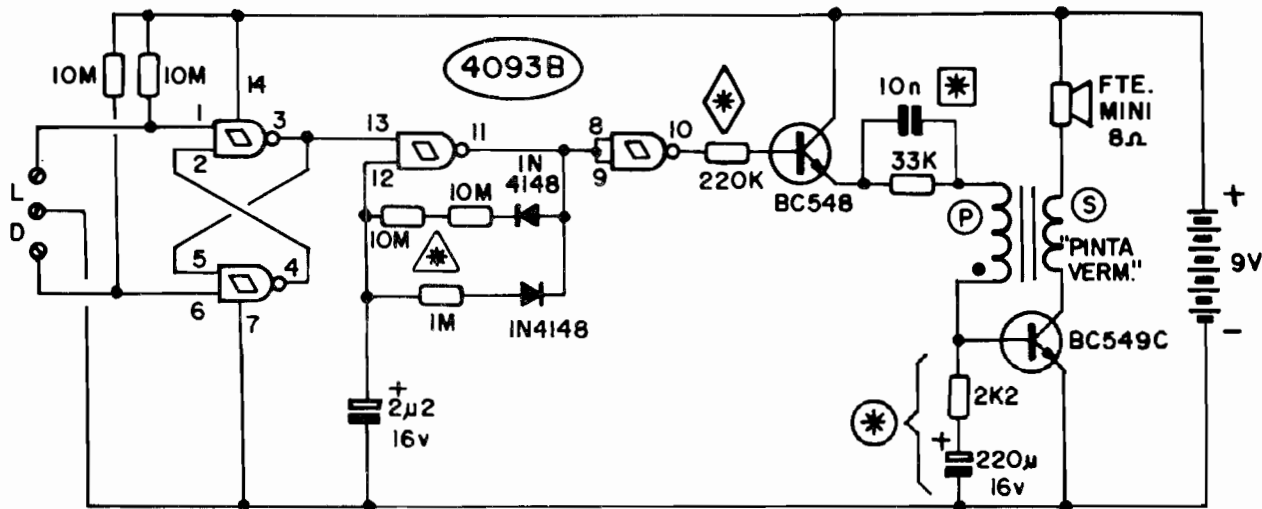 4093B
10M
10M
14
1
3
2
L
D
5
4
6
7
13
11
12
1N
4148
10M
10M
1M
1N4148
+
2µ2
16v
8
10
9
220K
BC548
10n
33K
FTE.
MINI
8Ω
P
S
"PINTA
VERM."
+
9V
-
BC549C
2K2
+
220µ
16v